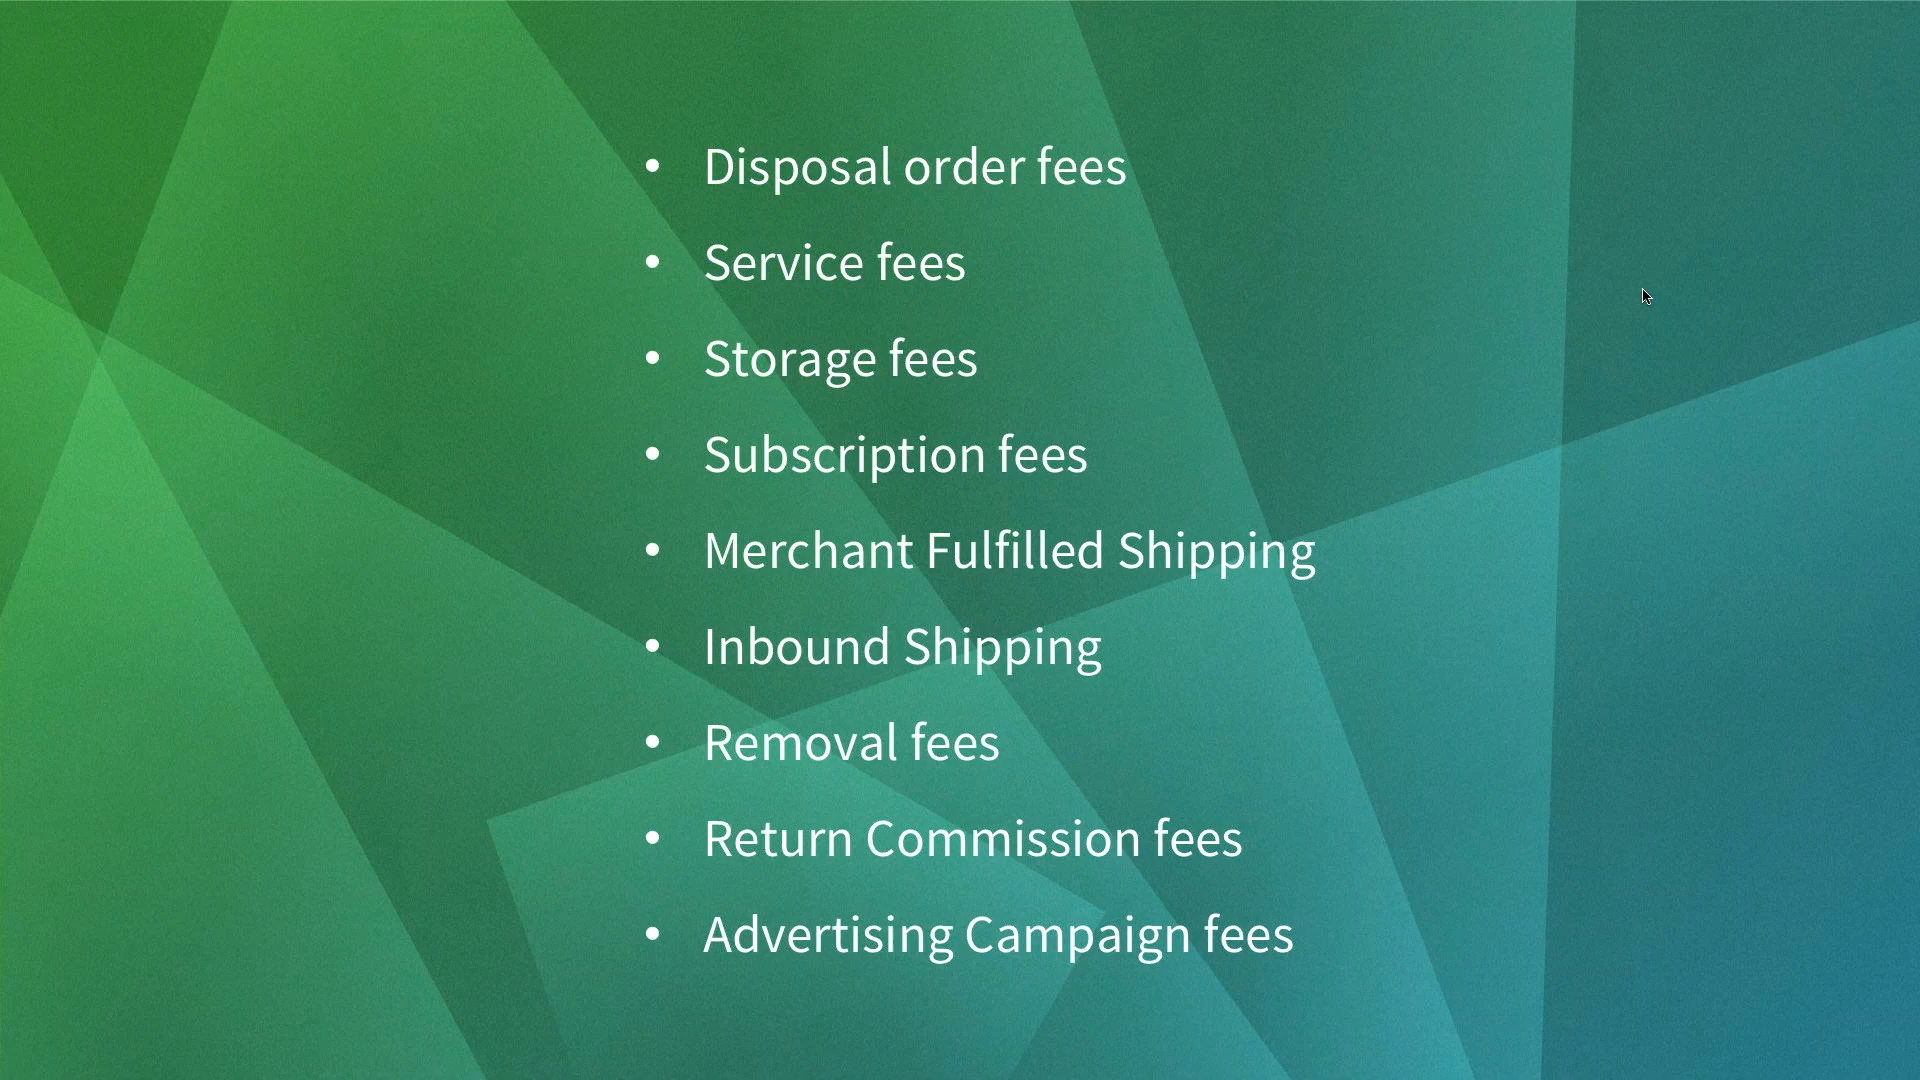 • Disposal order fees
• Service fees
• Storage fees
• Subscription fees
• Merchant Fulfilled Shipping
• Inbound Shipping
• Removal fees
• Return Commission fees
• Advertising Campaign fees